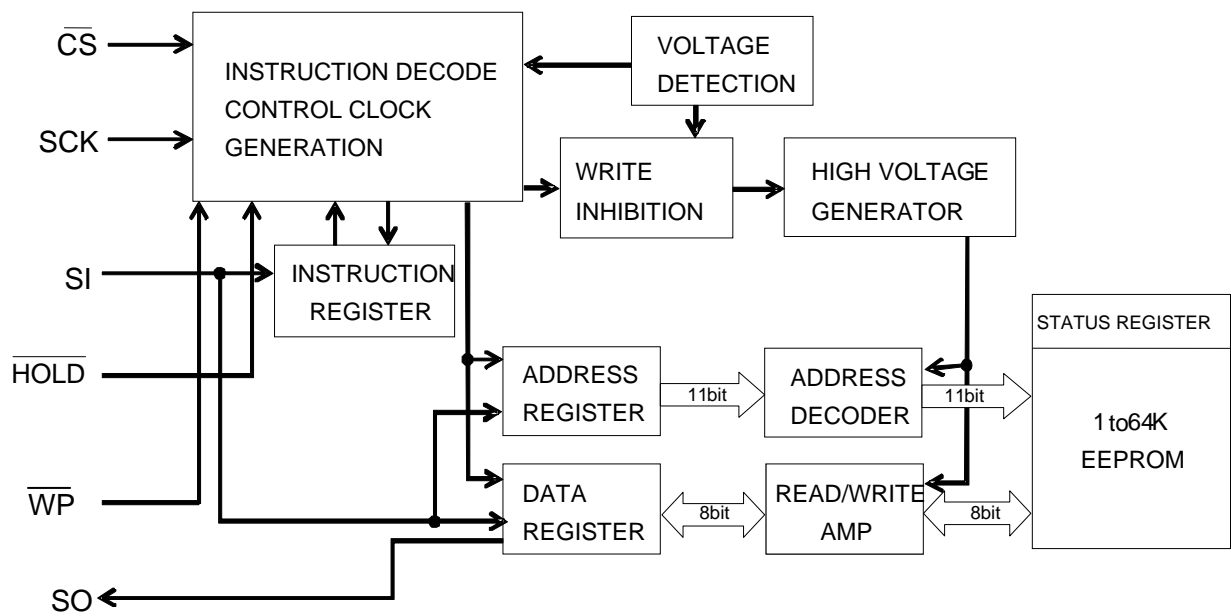 CS
SCK
SI
HOLD
WP
SO
INSTRUCTION DECODE
CONTROL CLOCK
GENERATION
VOLTAGE
DETECTION
WRITE
INHIBITION
HIGH VOLTAGE
GENERATOR
INSTRUCTION
REGISTER
ADDRESS
REGISTER
11bit
ADDRESS
DECODER
11bit
DATA
REGISTER
8bit
READ/WRITE
AMP
8bit
STATUS REGISTER
1 to64K
EEPROM